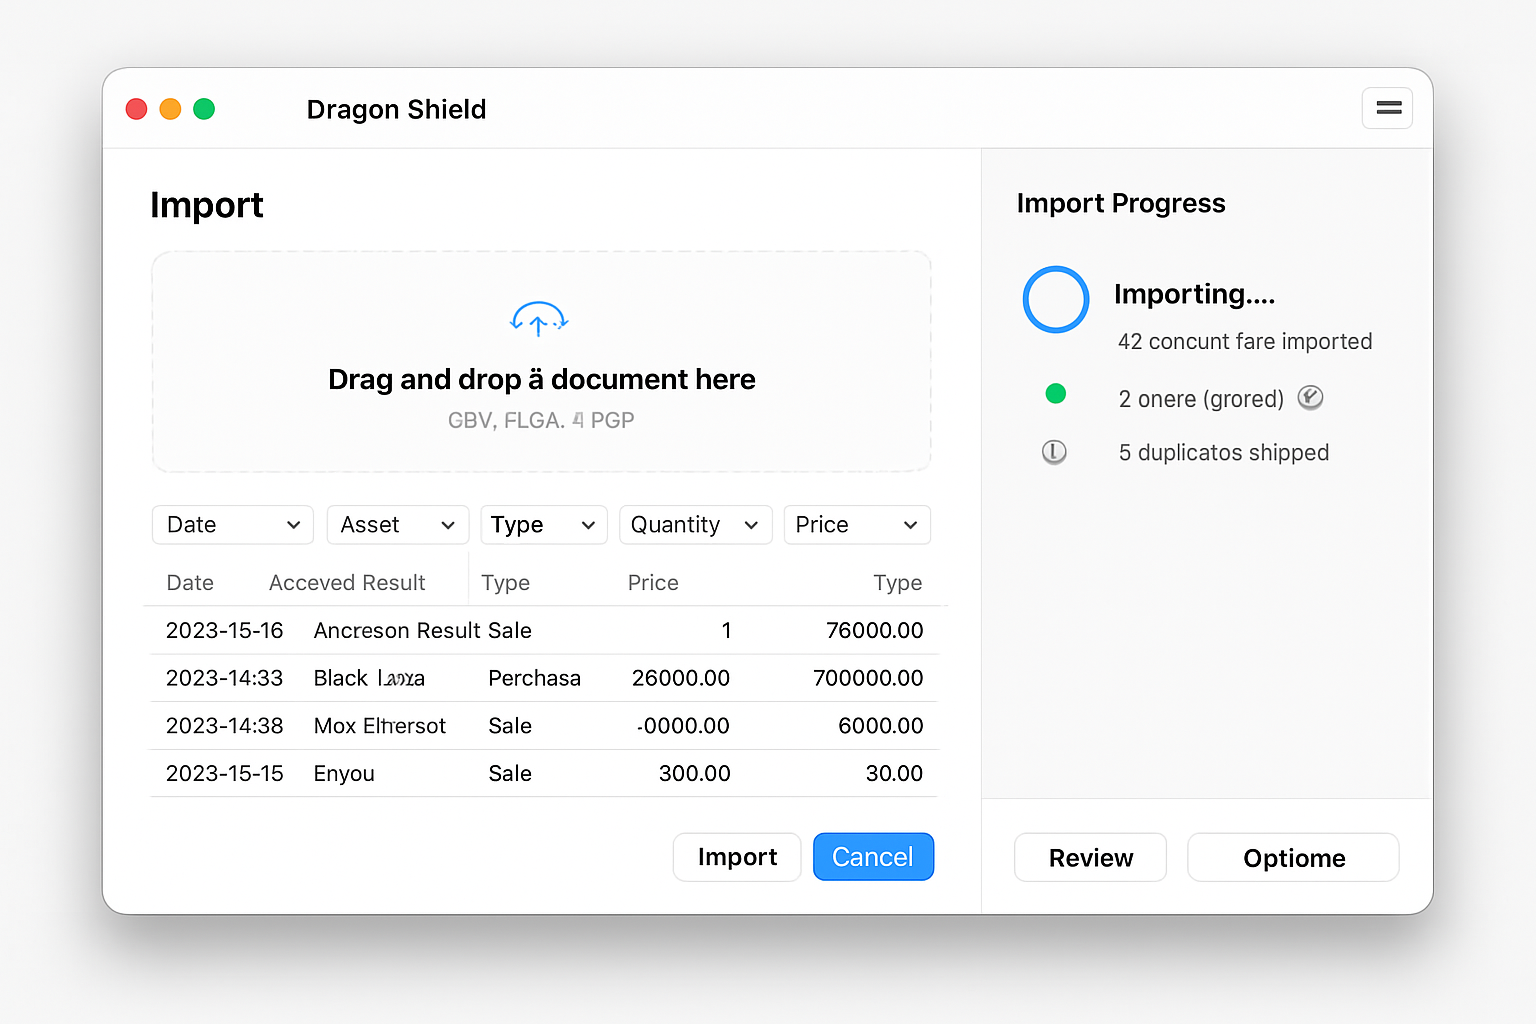 Dragon Shield
Import
Drag and drop ä document here
GBV, FLGA. PGP
Date Asset Type Quantity Price
Date Acceved Result Type Price Type
2023-15-16 Ancreson Result Sale 1 76000.00
2023-14:33 Black Perchasa 26000.00 700000.00
2023-14:38 Mox Sale -0000.00 6000.00
2023-15-15 Enyou Sale 300.00 30.00
Import Cancel
Import Progress
Importing....
42 concunt fare imported
2 onere (grored)
5 duplicatos shipped
Review Optiome